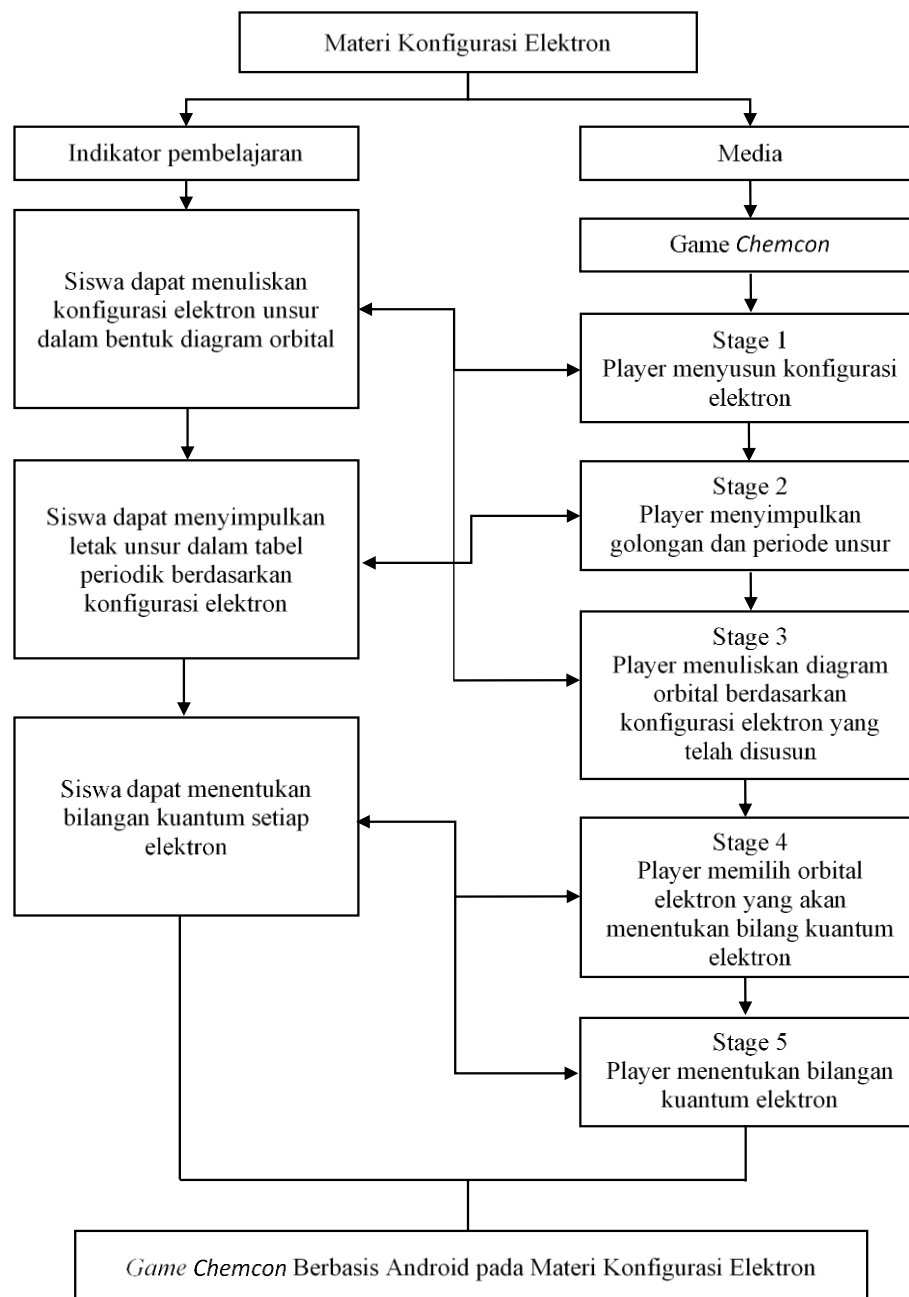 Materi Konfigurasi Elektron
Indikator pembelajaran
Media
Game Chemcon
Siswa dapat menuliskan
konfigurasi elektron unsur
dalam bentuk diagram orbital
Stage 1
Player menyusun konfigurasi
elektron
Siswa dapat menyimpulkan
letak unsur dalam tabel
periodik berdasarkan
konfigurasi elektron
Stage 2
Player menyimpulkan
golongan dan periode unsur
Stage 3
Player menuliskan diagram
orbital berdasarkan
konfigurasi elektron yang
telah disusun
Siswa dapat menentukan
bilangan kuantum setiap
elektron
Stage 4
Player memilih orbital
elektron yang akan
menentukan bilang kuantum
elektron
Stage 5
Player menentukan bilangan
kuantum elektron
Game Chemcon Berbasis Android pada Materi Konfigurasi Elektron